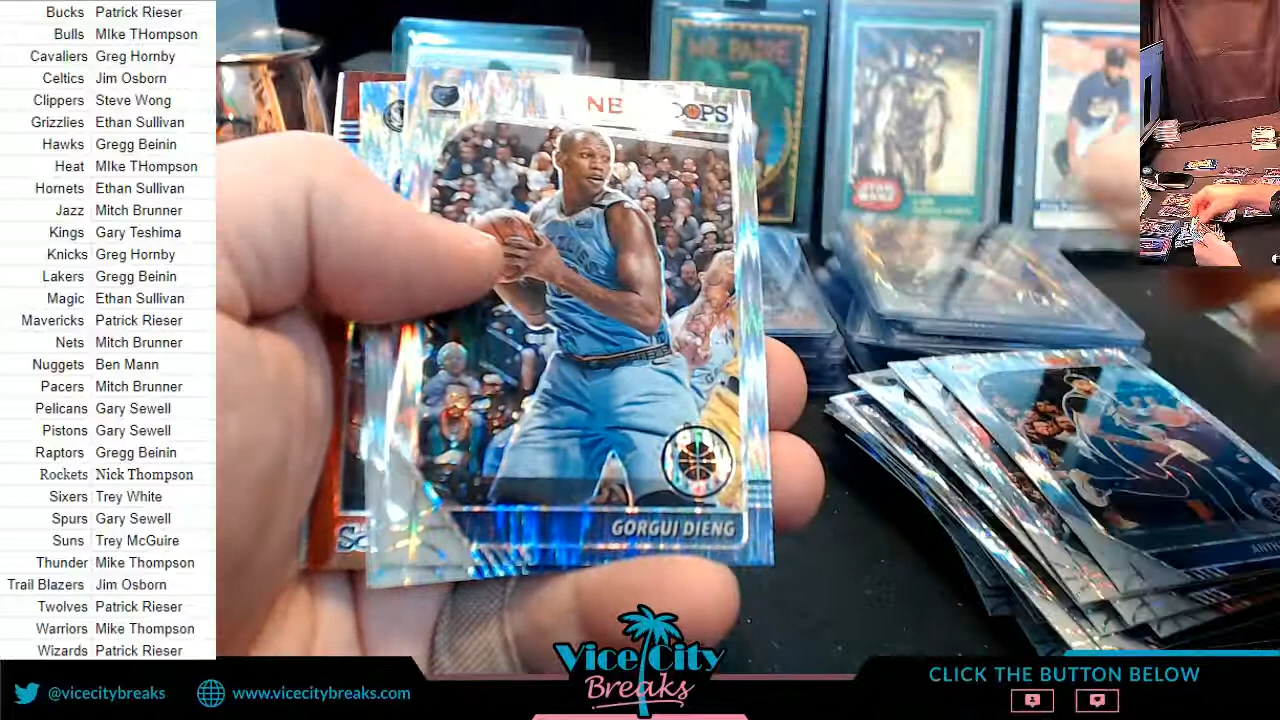 Bucks Patrick Rieser
Bulls MIke THompson
Cavaliers Greg Hornby
Celtics Jim Osborn
Clippers Steve Wong
Grizzlies Ethan Sullivan
Hawks Gregg Beinin
Heat MIke THompson
Hornets Ethan Sullivan
Jazz Mitch Brunner
Kings Gary Teshima
Knicks Greg Hornby
Lakers Gregg Beinin
Magic Ethan Sullivan
Mavericks Patrick Rieser
Nets Mitch Brunner
Nuggets Ben Mann
Pacers Mitch Brunner
Pelicans Gary Sewell
Pistons Gary Sewell
Raptors Gregg Beinin
Rockets Nick Thompson
Sixers Trey White
Spurs Gary Sewell
Suns Trey McGuire
Thunder Mike Thompson
Trail Blazers Jim Osborn
Twolves Patrick Rieser
Warriors Mike Thompson
Wizards Patrick Rieser
MR. PARKE
STAR WARS
GORGUI DIENG
Vice City
Breaks
@vicecitybreaks
www.vicecitybreaks.com
CLICK THE BUTTON BELOW